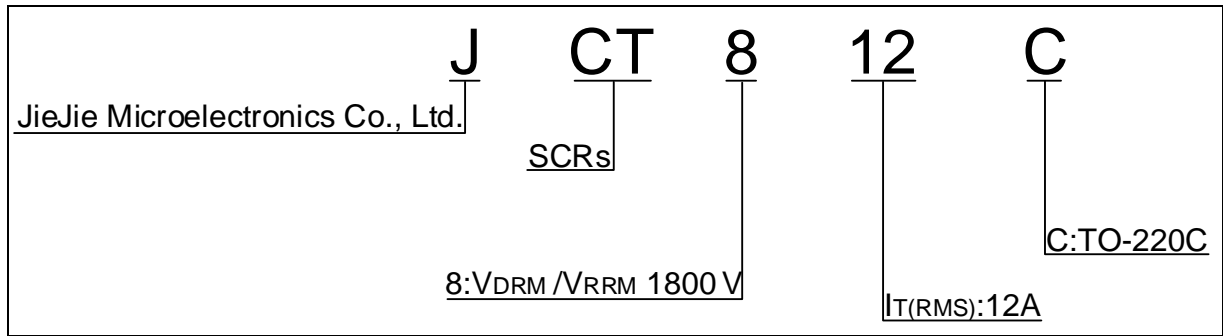 J CT 8 12 C
JieJie Microelectronics Co., Ltd.
SCRs
C:TO-220C
8:VDRM /VRRM 1800 V
IT(RMS):12A